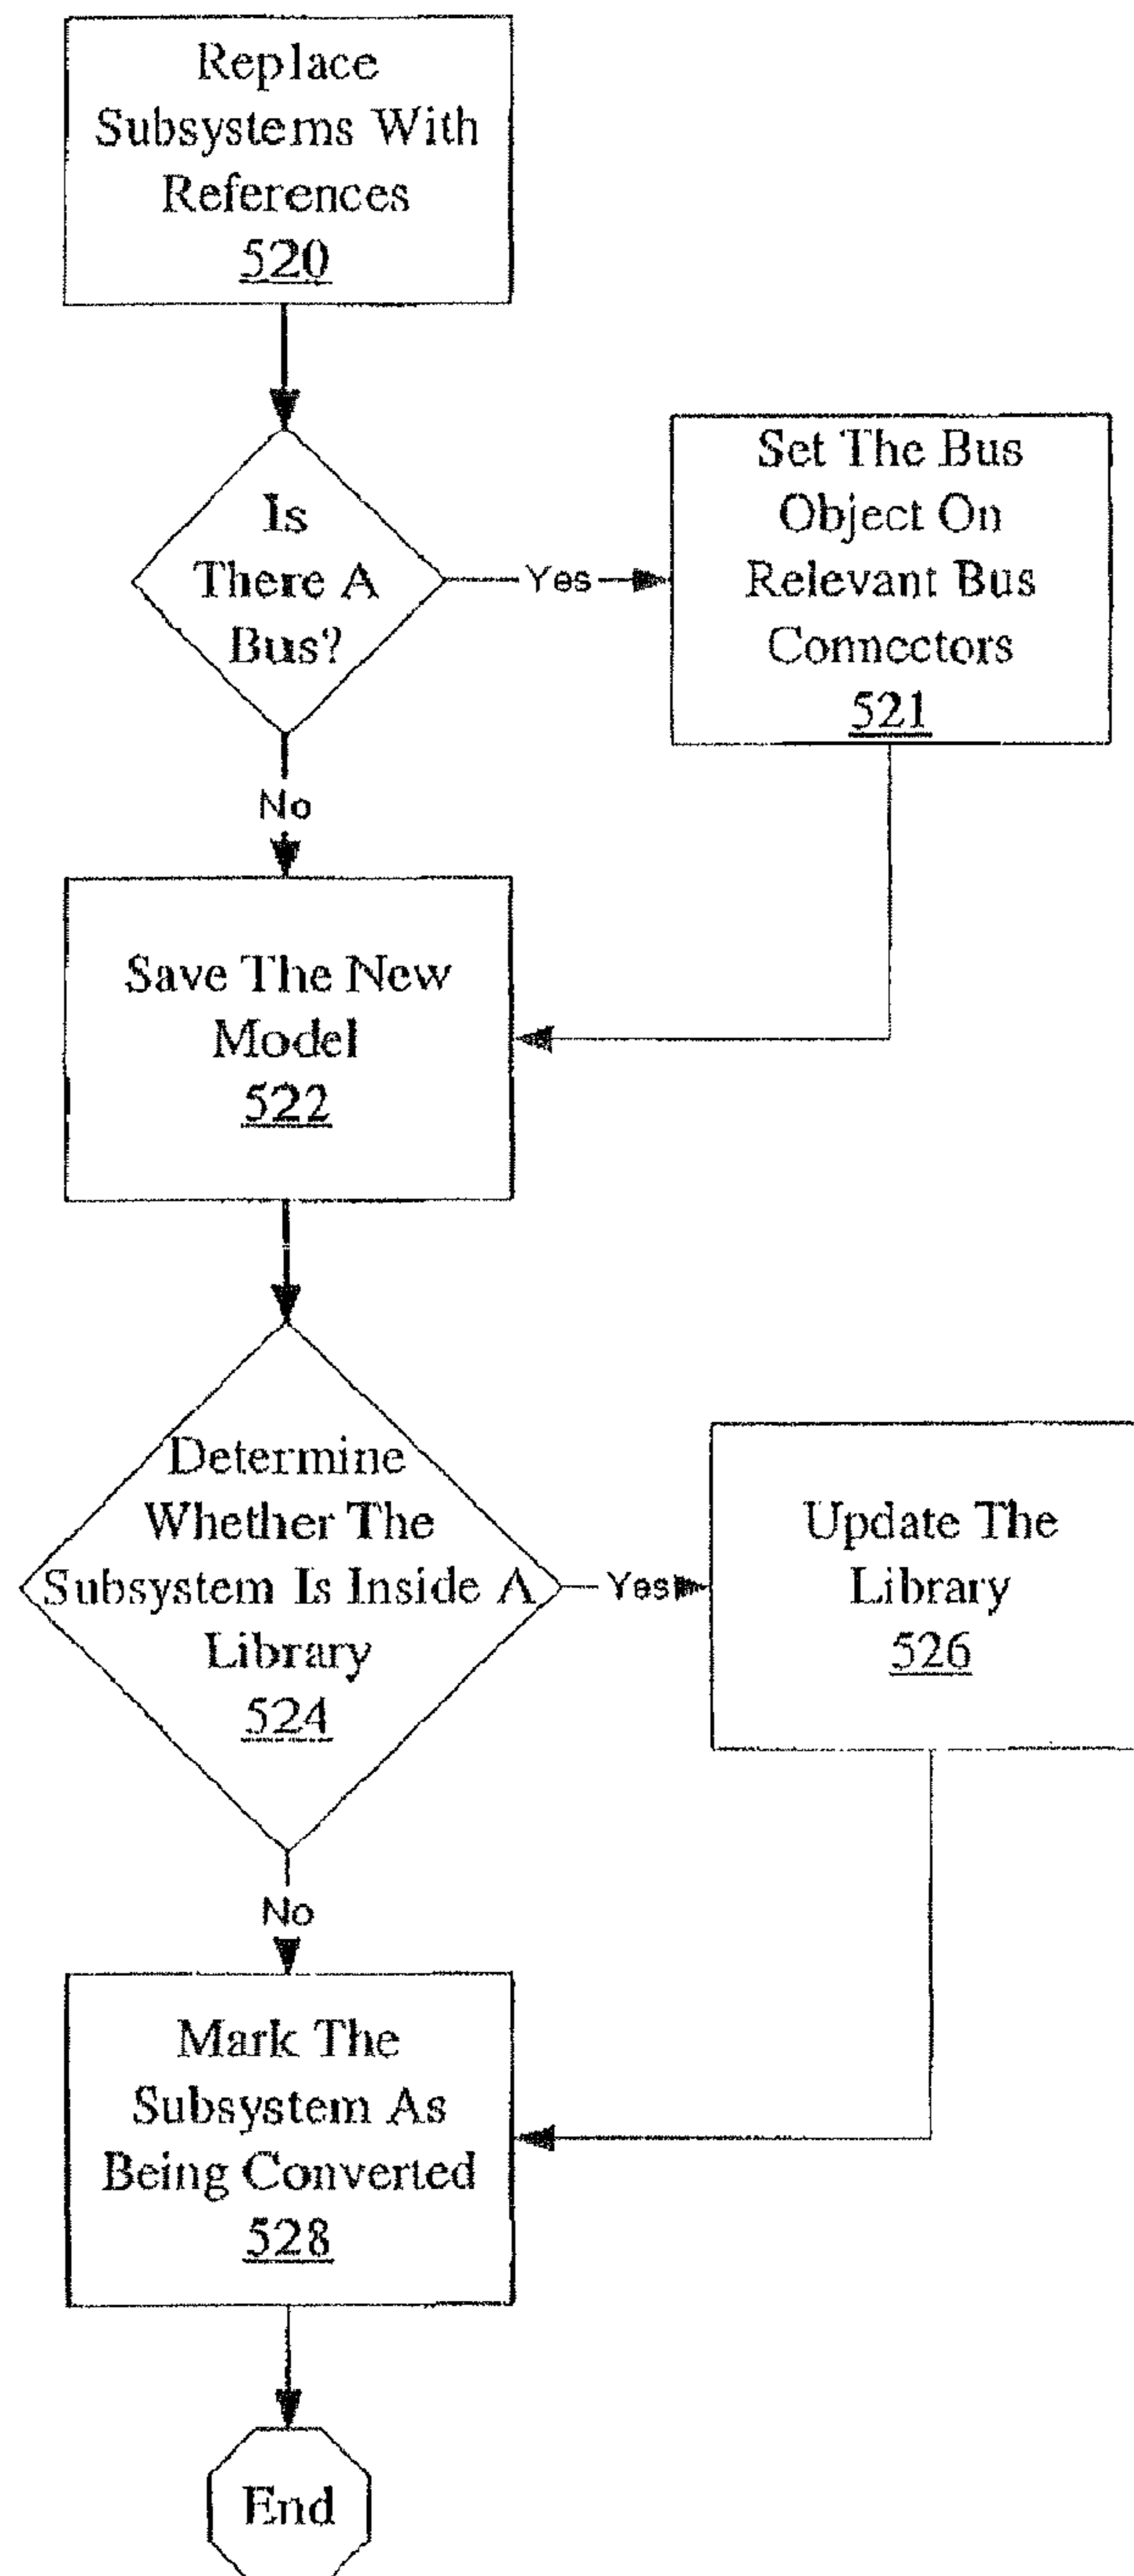 Replace
Subsystems With
References
520
Is
There A
Bus?
Yes
Set The Bus
Object On
Relevant Bus
Connectors
521
No
Save The New
Model
522
Determine
Whether The
Subsystem Is Inside A
Library
524
Yes
Update The
Library
526
No
Mark The
Subsystem As
Being Converted
528
End